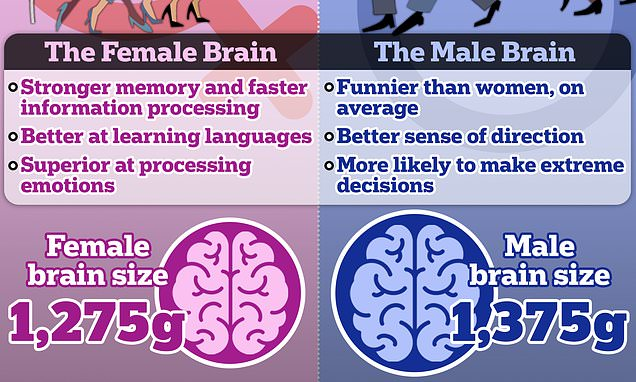 The Female Brain
Stronger memory and faster
information processing
Better at learning languages
Superior at processing
emotions
Female
brain size
1,275g
The Male Brain
Funnier than women, on
average
Better sense of direction
More likely to make extreme
decisions
Male
brain size
1,375g